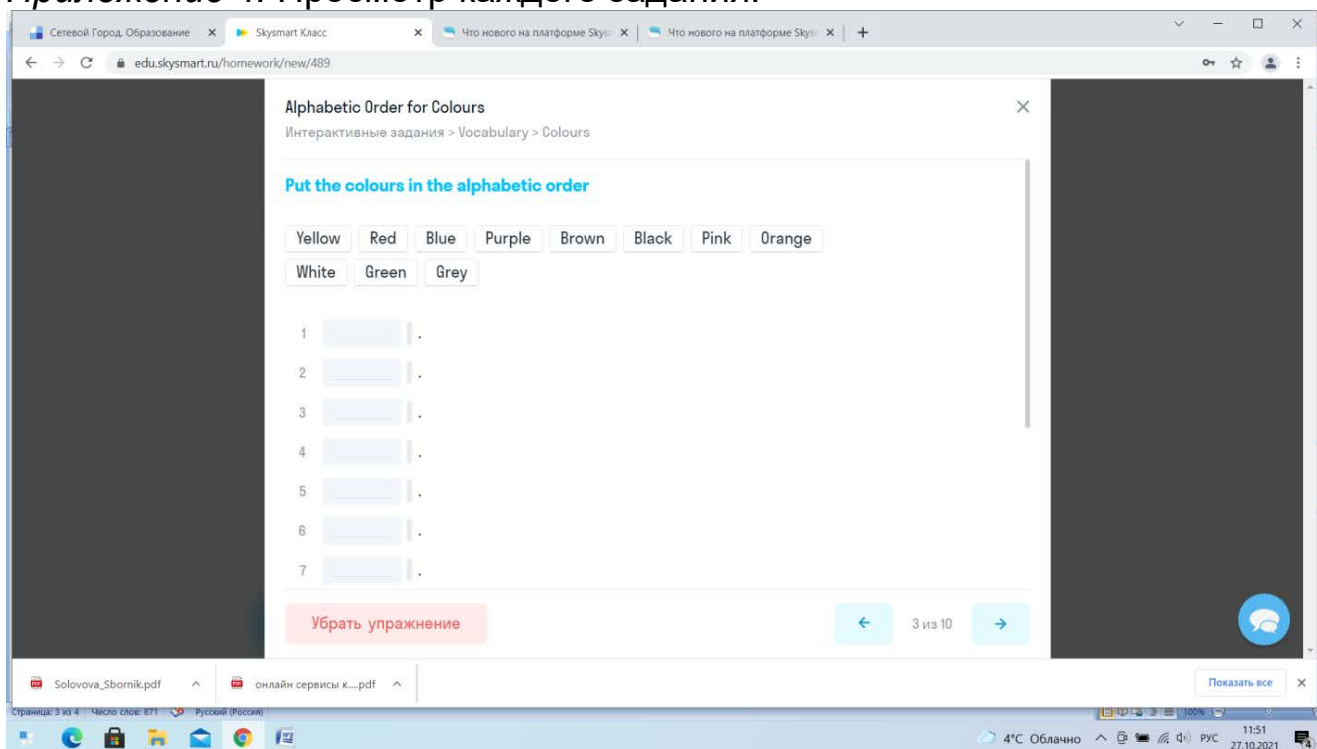 Приложение 4. Просмотр каждого задания.
Сетевой Город. Образование
Skysmart Класс
Что нового на платформе Skys
Что нового на платформе Skys
edu.skysmart.ru/homework/new/489
Alphabetic Order for Colours
Интерактивные задания > Vocabulary > Colours
Put the colours in the alphabetic order
Yellow Red Blue Purple Brown Black Pink Orange
White Green Grey
1 .
2 .
3 .
4 .
5 .
6 .
7 .
Убрать упражнение
3 из 10
Solovova_Sbornik.pdf
онлайн сервисы к....pdf
Показать все
Страница: 3 из 4 Число слов: 871 Русский (Россия) 100%
4°C Облачно РУС 11:51
27.10.2021